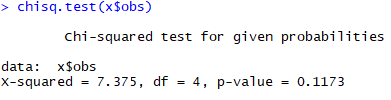 > chisq.test(x$obs)
Chi-squared test for given probabilities
data:  x$obs
X-squared = 7.375, df = 4, p-value = 0.1173